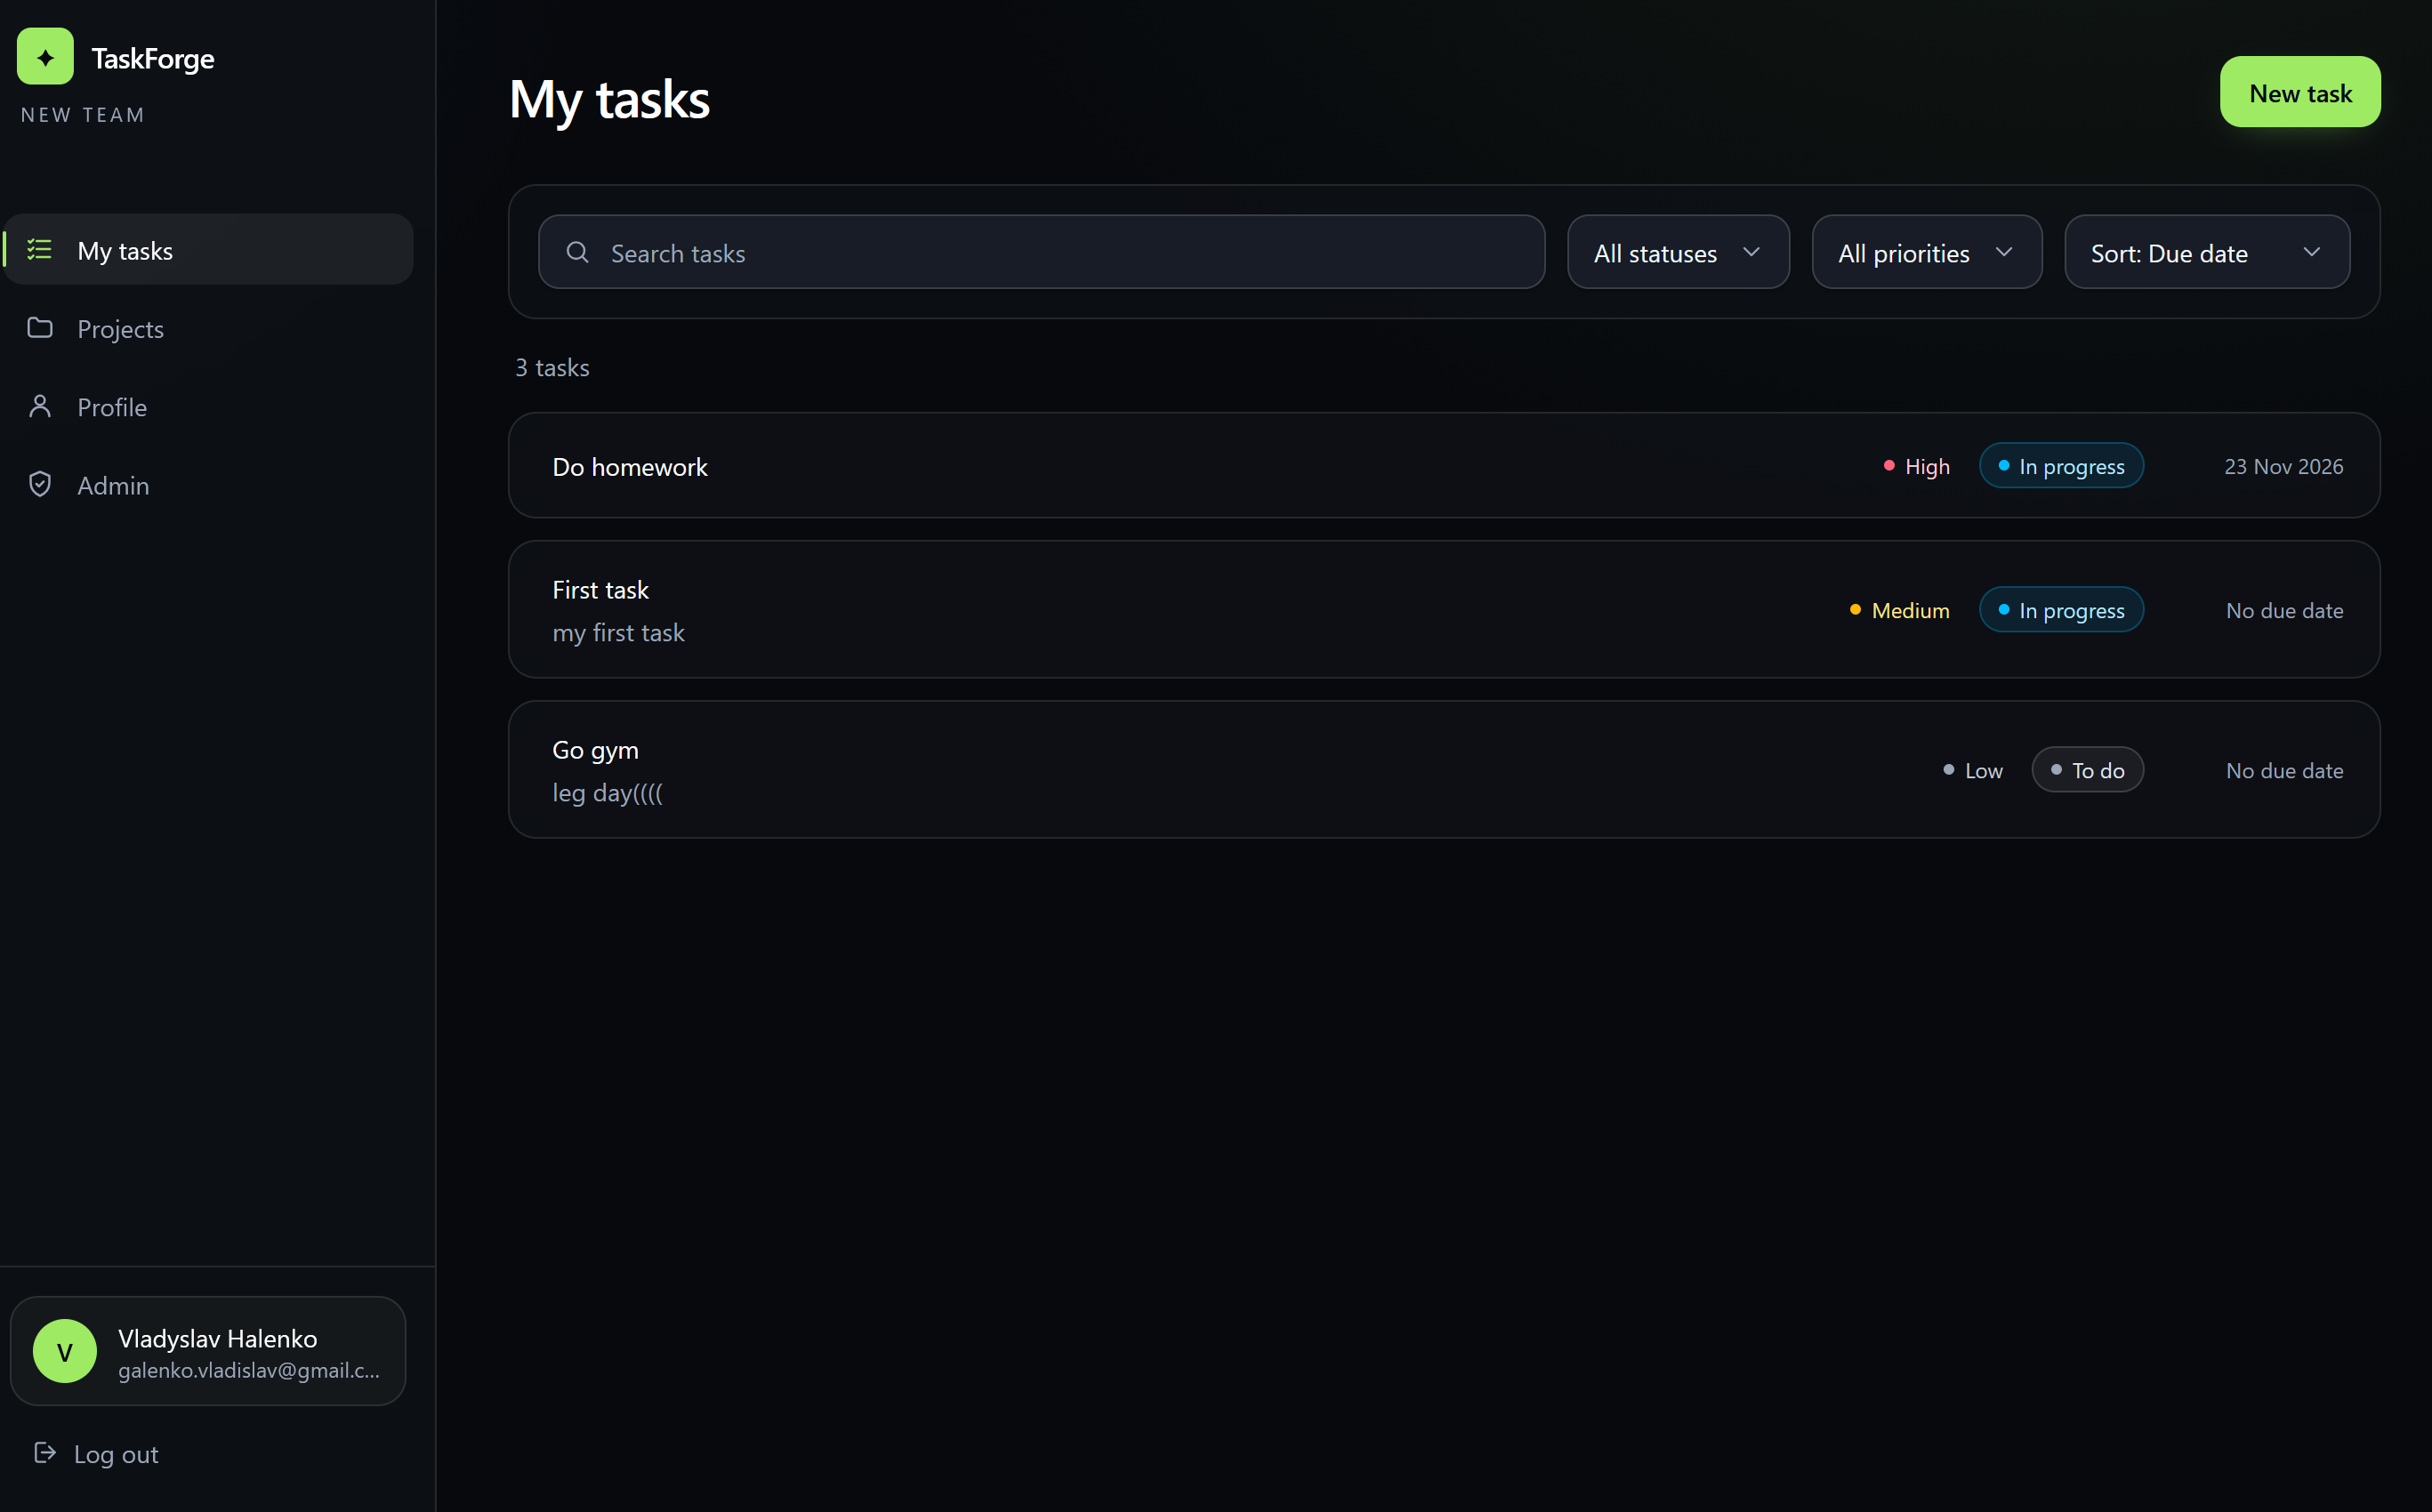 TaskForge
NEW TEAM
My tasks
Projects
Profile
Admin
Vladyslav Halenko
galenko.vladislav@gmail.c...
Log out
My tasks
New task
Search tasks
All statuses
All priorities
Sort: Due date
3 tasks
Do homework
High
In progress
23 Nov 2026
First task
my first task
Medium
In progress
No due date
Go gym
leg day((((
Low
To do
No due date
V